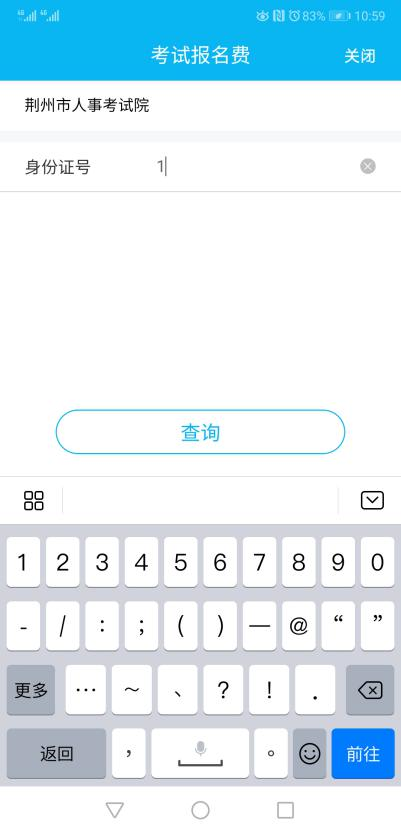 4G 4G 83% 10:59
考试报名费 关闭
荆州市人事考试院
身份证号 1
查询
1 2 3 4 5 6 7 8 9 0
- / : ; ( ) — @ “ ”
更多 … ~ 、 ? ! .
返回 , 。 前往